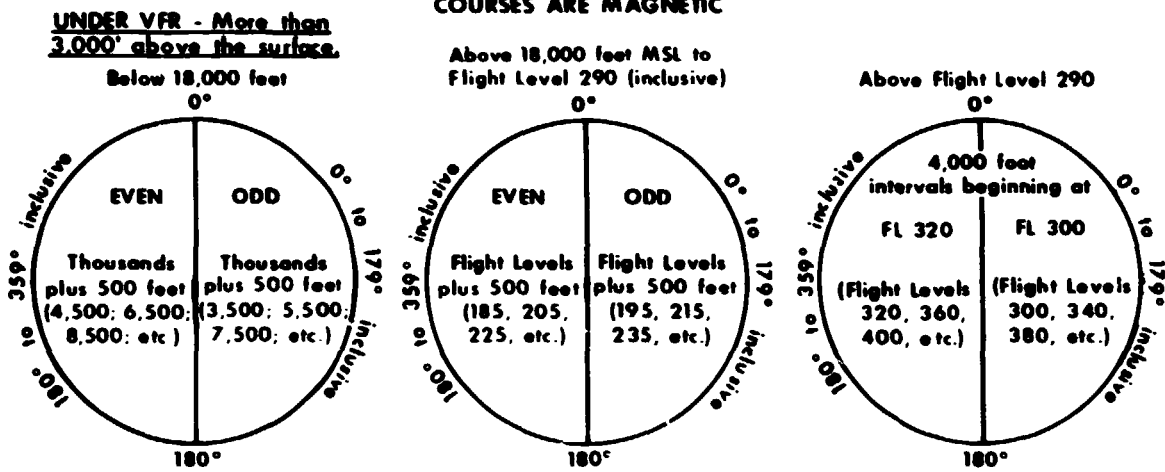 COURSES ARE MAGNETIC
UNDER VFR - More than
3,000' above the surface.
Below 18,000 feet
0°
359° inclusive
0° to 179° inclusive
EVEN
ODD
Thousands
plus 500 feet
(4,500; 6,500;
8,500; etc)
Thousands
plus 500 feet
(3,500; 5,500;
7,500; etc.)
180° to
180°
Above 18,000 feet MSL to
Flight Level 290 (inclusive)
0°
359° inclusive
0° to 179° inclusive
EVEN
ODD
Flight Levels
plus 500 feet
(185, 205,
225, etc.)
Flight Levels
plus 500 feet
(195, 215,
235, etc.)
180° to
180°
Above Flight Level 290
0°
359° inclusive
0° to 179° inclusive
4,000 foot
intervals beginning at
FL 320
FL 300
(Flight Levels
320, 360,
400, etc.)
(Flight Levels
300, 340,
380, etc.)
180° to
180°